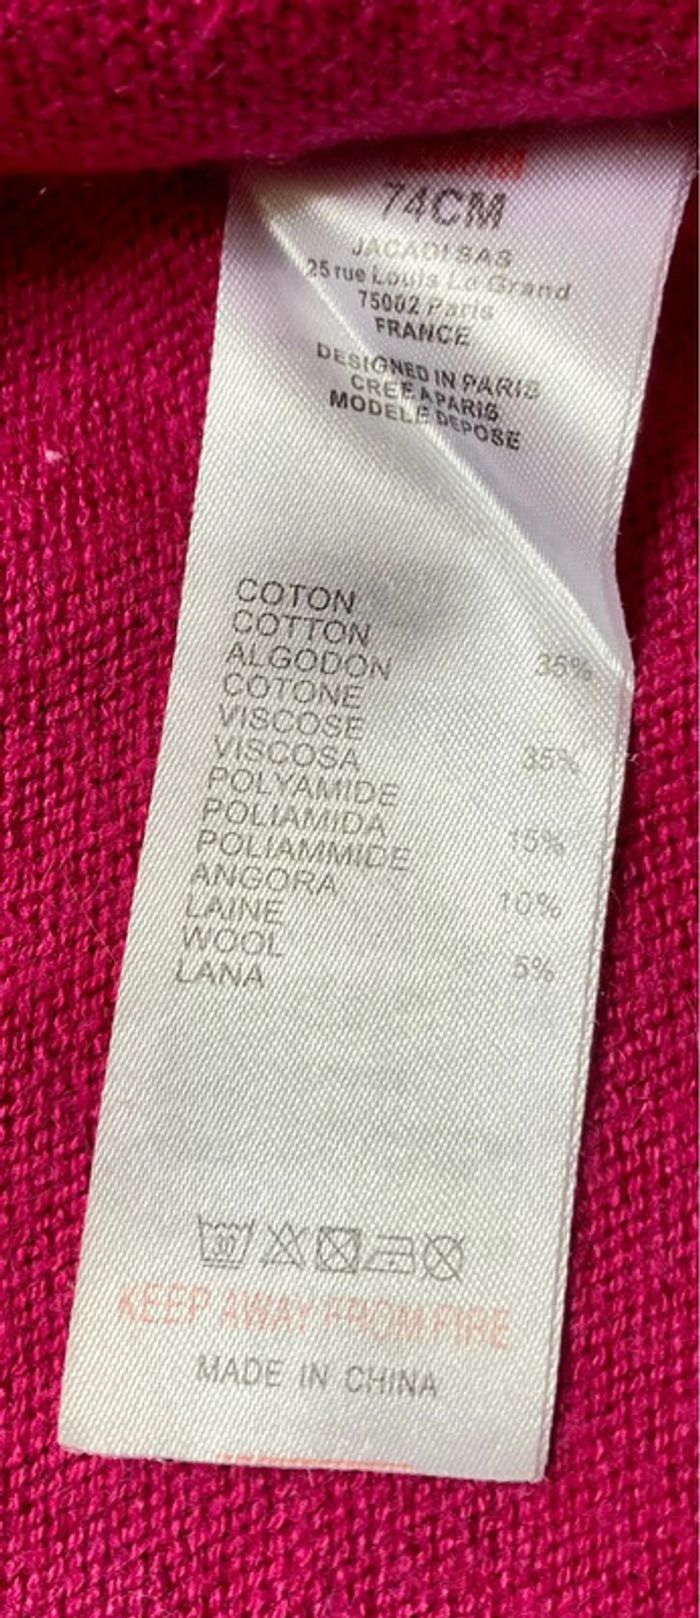 74CM
JACADI SAS
25 rue Louis Le Grand
75002 Paris
FRANCE
DESIGNED IN PARIS
CREE A PARIS
MODELE DEPOSE
COTON
COTTON
ALGODON 35%
COTONE
VISCOSE
VISCOSA 35%
POLYAMIDE
POLIAMIDA
POLIAMMIDE 15%
ANGORA 10%
LAINE
WOOL
LANA 5%
30
KEEP AWAY FROM FIRE
MADE IN CHINA